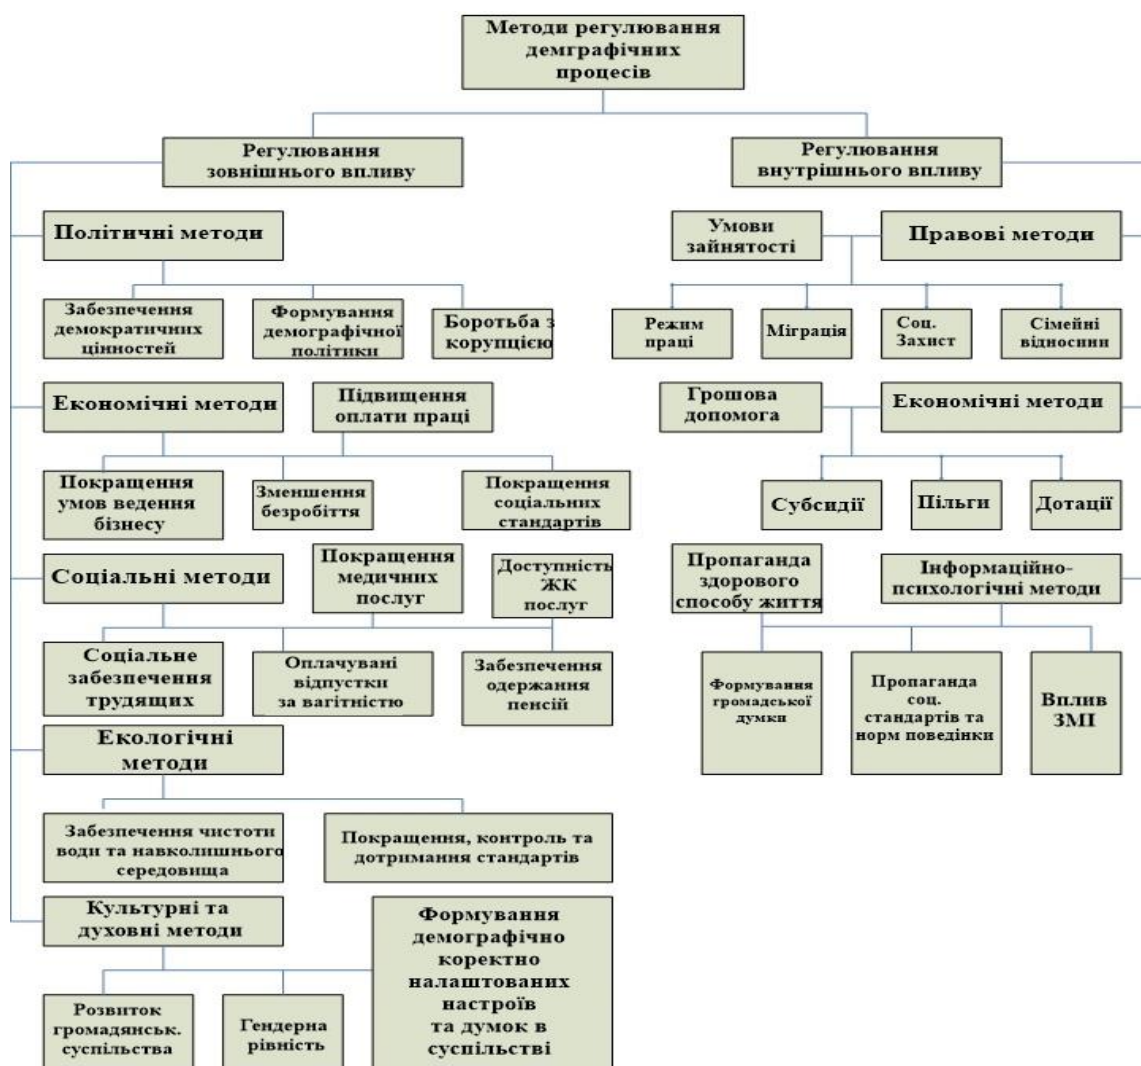 Методи регулювання
демграфічних
процесів
Регулювання
зовнішнього впливу
Регулювання
внутрішнього впливу
Політичні методи
Умови
зайнятості
Правові методи
Забезпечення
демократичних
цінностей
Формування
демографічної
політики
Боротьба з
корупцією
Режим
праці
Міграція
Соц.
Захист
Сімейні
відносини
Економічні методи
Підвищення
оплати праці
Грошова
допомога
Економічні методи
Покращення
умов ведення
бізнесу
Зменшення
безробіття
Покращення
соціальних
стандартів
Субсидії
Пільги
Дотації
Соціальні методи
Покращення
медичних
послуг
Доступність
ЖК
послуг
Пропаганда
здорового
способу життя
Інформаційно-
психологічні методи
Соціальне
забезпечення
трудящих
Оплачувані
відпустки
за вагітністю
Забезпечення
одержання
пенсій
Формування
громадської
думки
Пропаганда
соц.
стандартів та
норм поведінки
Вплив
ЗМІ
Екологічні
методи
Забезпечення чистоти
води та навколишнього
середовища
Покращення, контроль та
дотримання стандартів
Культурні та
духовні методи
Формування
демографічно
коректно
налаштованих
настроїв
та думок в
суспільстві
Розвиток
громадянськ.
суспільства
Гендерна
рівність